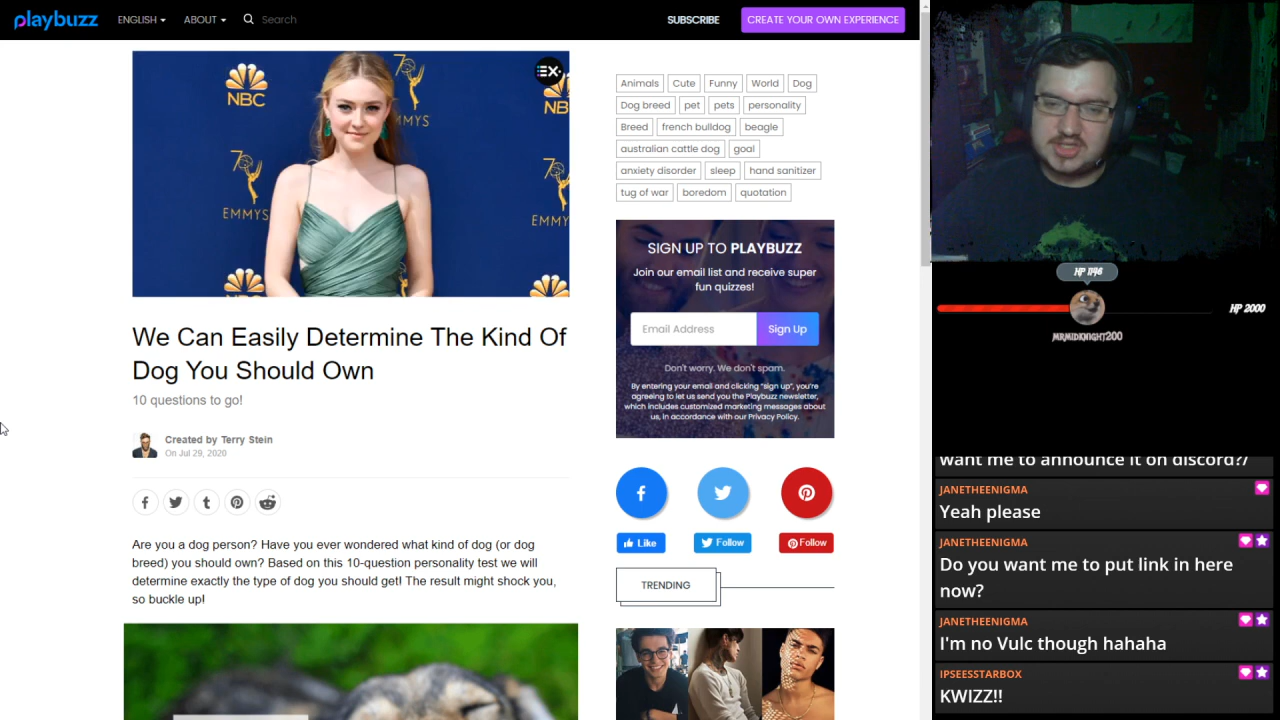 playbuzz ENGLISH ABOUT Search SUBSCRIBE CREATE YOUR OWN EXPERIENCE
EX
NBC
EMMYS
70
EMMYS
70
EMMYS
NB
We Can Easily Determine The Kind Of
Dog You Should Own
10 questions to go!
Created by Terry Stein
On Jul 29, 2020
Are you a dog person? Have you ever wondered what kind of dog (or dog
breed) you should own? Based on this 10-question personality test we will
determine exactly the type of dog you should get! The result might shock you,
so buckle up!
Animals Cute Funny World Dog
Dog breed pet pets personality
Breed french bulldog beagle
australian cattle dog goal
anxiety disorder sleep hand sanitizer
tug of war boredom quotation
SIGN UP TO PLAYBUZZ
Join our email list and receive super
fun quizzes!
Email Address Sign Up
Don't worry. We don't spam.
By entering your email and clicking "sign up", you're
agreeing to let us send you the Playbuzz newsletter,
which includes customized marketing messages about
us, in accordance with our Privacy Policy.
Like Follow Follow
TRENDING
HP 1146
HP 2000
MRMIDKNIGHT200
want me to announce it on discord?/
JANETHEENIGMA
Yeah please
JANETHEENIGMA
Do you want me to put link in here
now?
JANETHEENIGMA
I'm no Vulc though hahaha
IPSEESSTARBOX
KWIZZ!!